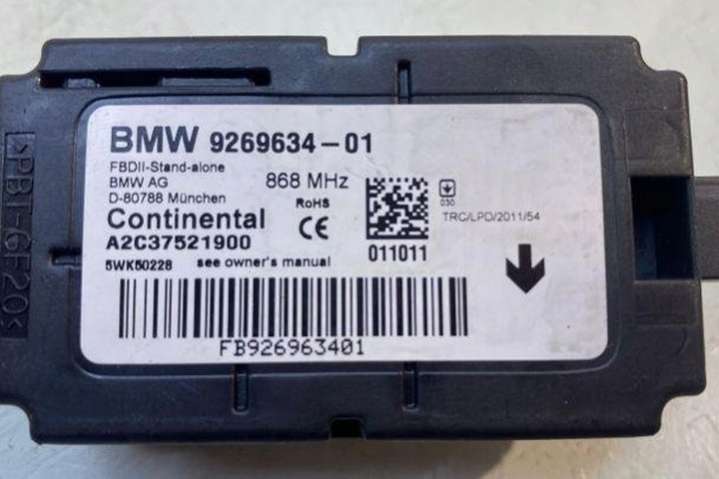 BMW 9269634-01
FBDII-Stand-alone
BMW AG
D-80788 München
868 MHz
RoHS
CE
Continental
A2C37521900
5WK50228 see owner's manual
011011
030
TRC/LPD/2011/54
FB926963401
>PBT-GF20<